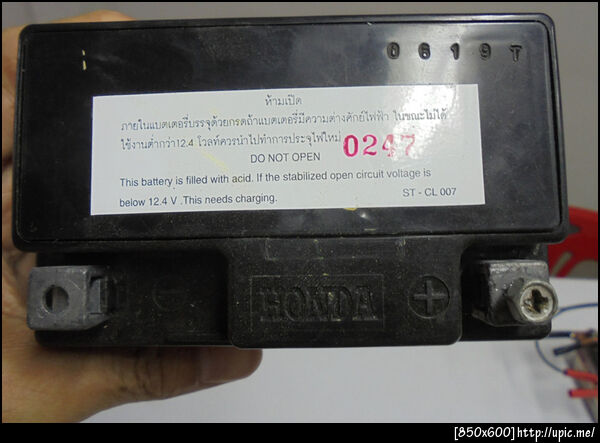 0619T
ห้ามเปิด
ภายในแบตเตอรี่บรรจุด้วยกรดถ้าแบตเตอรี่มีความต่างศักย์ไฟฟ้า ในขณะไม่ได้
ใช้งานต่ำกว่า12.4 โวลท์ควรนำไปทำการประจุไฟใหม่
0247
DO NOT OPEN
This battery is filled with acid. If the stabilized open circuit voltage is
below 12.4 V .This needs charging.
ST - CL 007
HONDA
[850x600]http://upic.me/